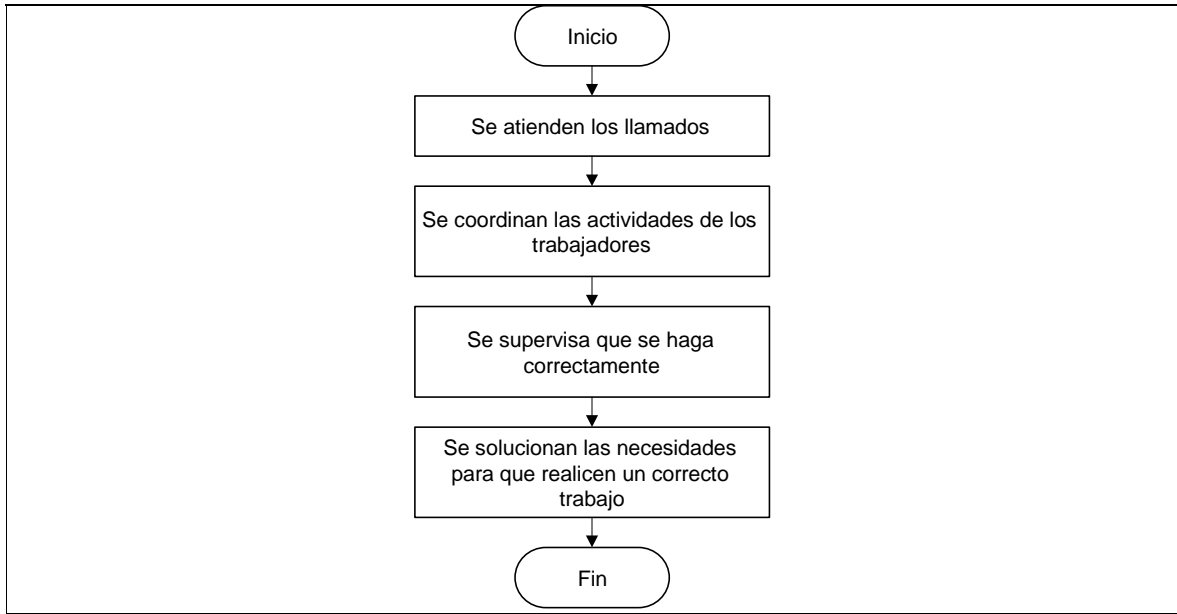 Inicio
Se atienden los llamados
Se coordinan las actividades de los
trabajadores
Se supervisa que se haga
correctamente
Se solucionan las necesidades
para que realicen un correcto
trabajo
Fin